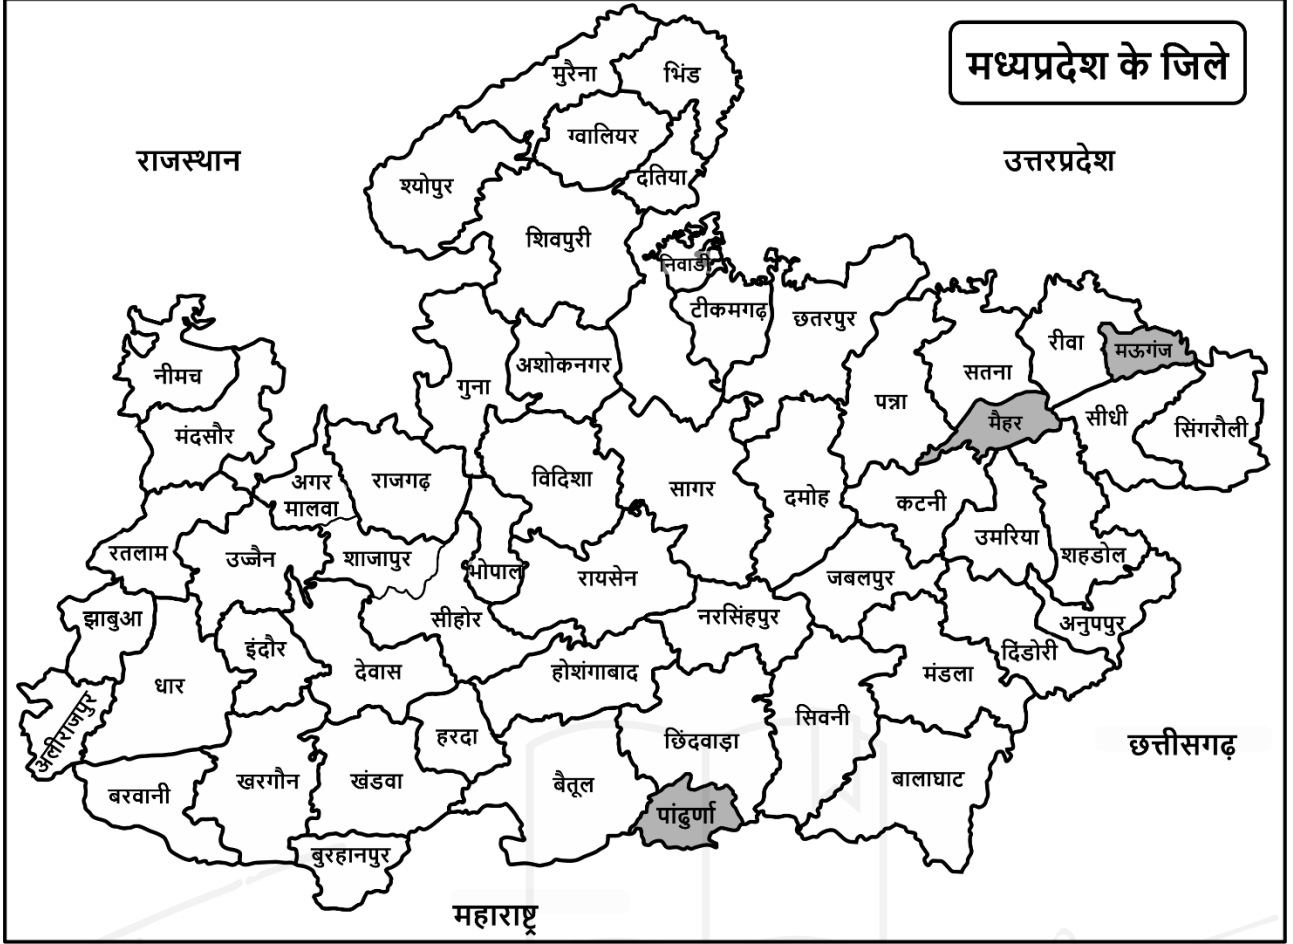 मध्यप्रदेश के जिले
मुरैना
भिंड
ग्वालियर
राजस्थान
उत्तरप्रदेश
श्योपुर
दतिया
शिवपुरी
निवाडी
टीकमगढ़
छतरपुर
रीवा
मऊगंज
नीमच
अशोकनगर
गुना
सतना
पन्ना
मैहर
सीधी
सिंगरौली
मंदसौर
अगर
मालवा
राजगढ़
विदिशा
सागर
दमोह
कटनी
उमरिया
शहडोल
रतलाम
उज्जैन
शाजापुर
भोपाल
रायसेन
जबलपुर
झाबुआ
सीहोर
नरसिंहपुर
अनुपपुर
इंदौर
दिंडोरी
धार
देवास
होशंगाबाद
मंडला
अलीराजपुर
सिवनी
हरदा
छिंदवाड़ा
छत्तीसगढ़
बरवानी
खरगौन
खंडवा
बैतूल
बालाघाट
पांढुर्णा
बुरहानपुर
महाराष्ट्र